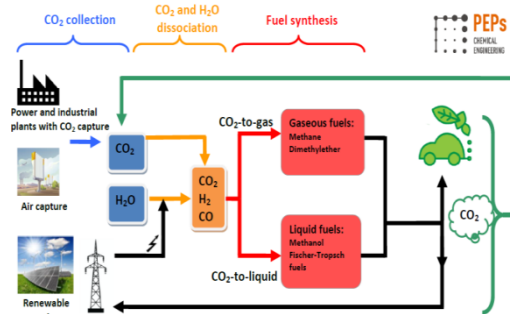 CO₂ collection
CO₂ and H₂O
dissociation
Fuel synthesis
PEPs
CHEMICAL
ENGINEERING
Power and industrial
plants with CO₂ capture
CO₂
Air capture
H₂O
CO₂
H₂
CO
CO₂-to-gas
Gaseous fuels:
Methane
Dimethylether
CO₂-to-liquid
Liquid fuels:
Methanol
Fischer-Tropsch
fuels
CO₂
Renewable